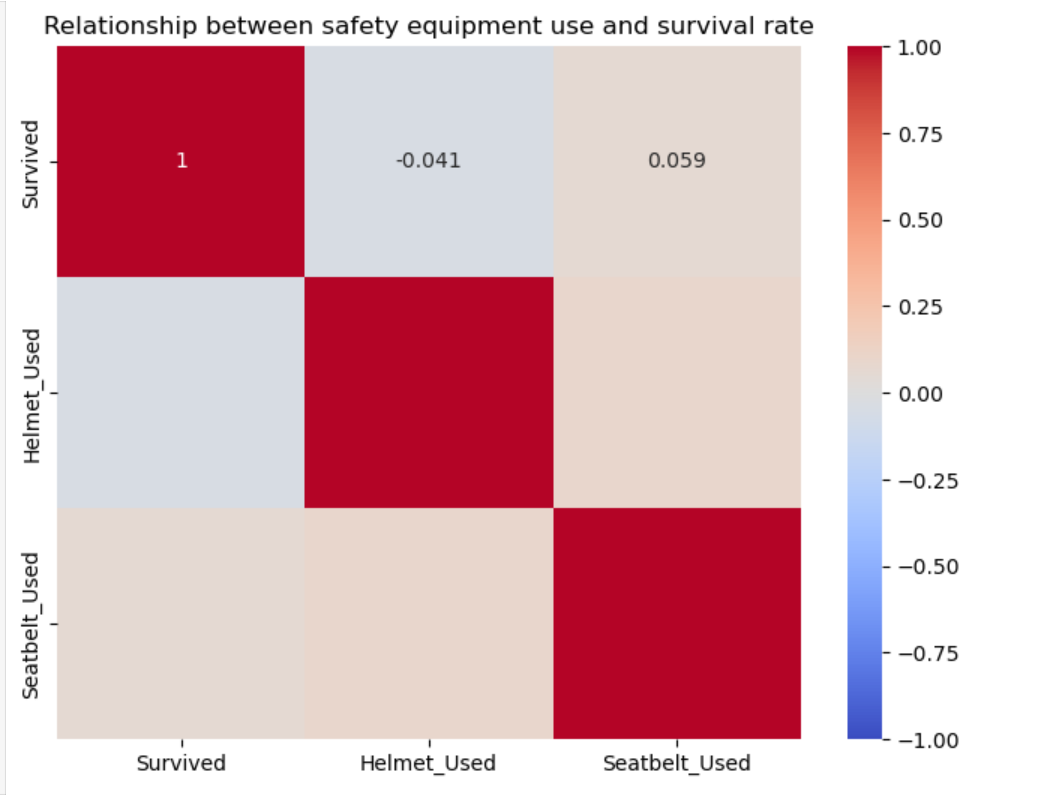 Relationship between safety equipment use and survival rate
Survived
1
-0.041
0.059
Helmet_Used
Seatbelt_Used
Survived
Helmet_Used
Seatbelt_Used
1.00
0.75
0.50
0.25
0.00
−0.25
−0.50
−0.75
−1.00